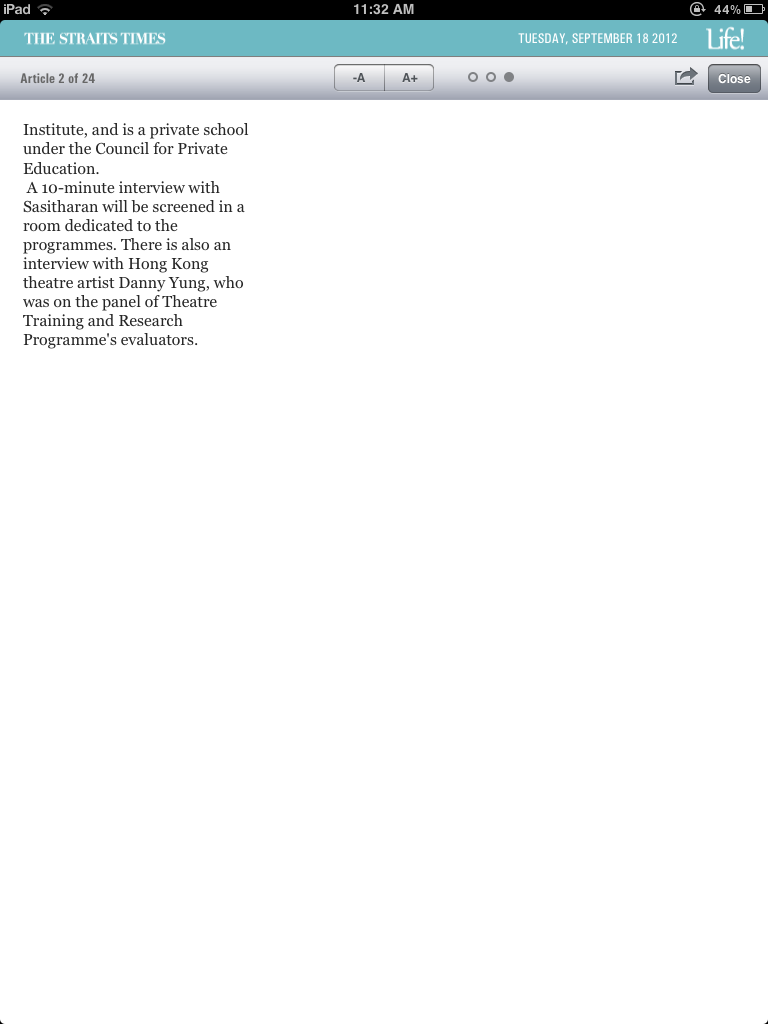 iPad 11:32 AM 44%
THE STRAITS TIMES TUESDAY, SEPTEMBER 18 2012 Life!
Article 2 of 24 -A A+ Close
Institute, and is a private school
under the Council for Private
Education.
A 10-minute interview with
Sasitharan will be screened in a
room dedicated to the
programmes. There is also an
interview with Hong Kong
theatre artist Danny Yung, who
was on the panel of Theatre
Training and Research
Programme's evaluators.